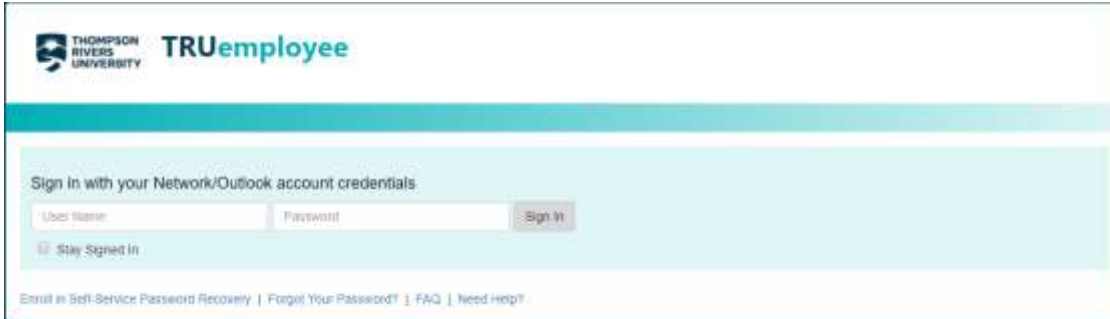 THOMPSON
RIVERS
UNIVERSITY
TRUemployee
Sign in with your Network/Outlook account credentials
User Name Password Sign In
Stay Signed In
Enroll in Self-Service Password Recovery | Forgot Your Password? | FAQ | Need Help?